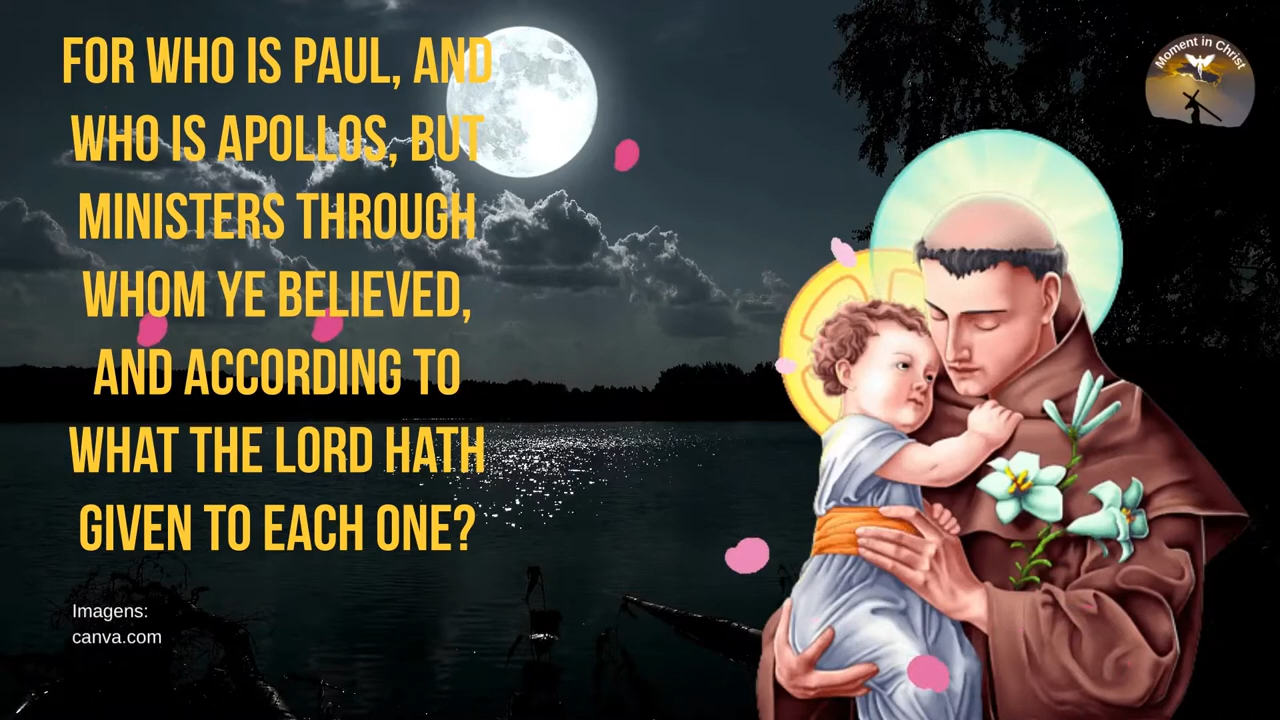 FOR WHO IS PAUL, AND
WHO IS APOLLOS, BUT
MINISTERS THROUGH
WHOM YE BELIEVED,
AND ACCORDING TO
WHAT THE LORD HATH
GIVEN TO EACH ONE?
Imagens:
canva.com
Moment in Christ